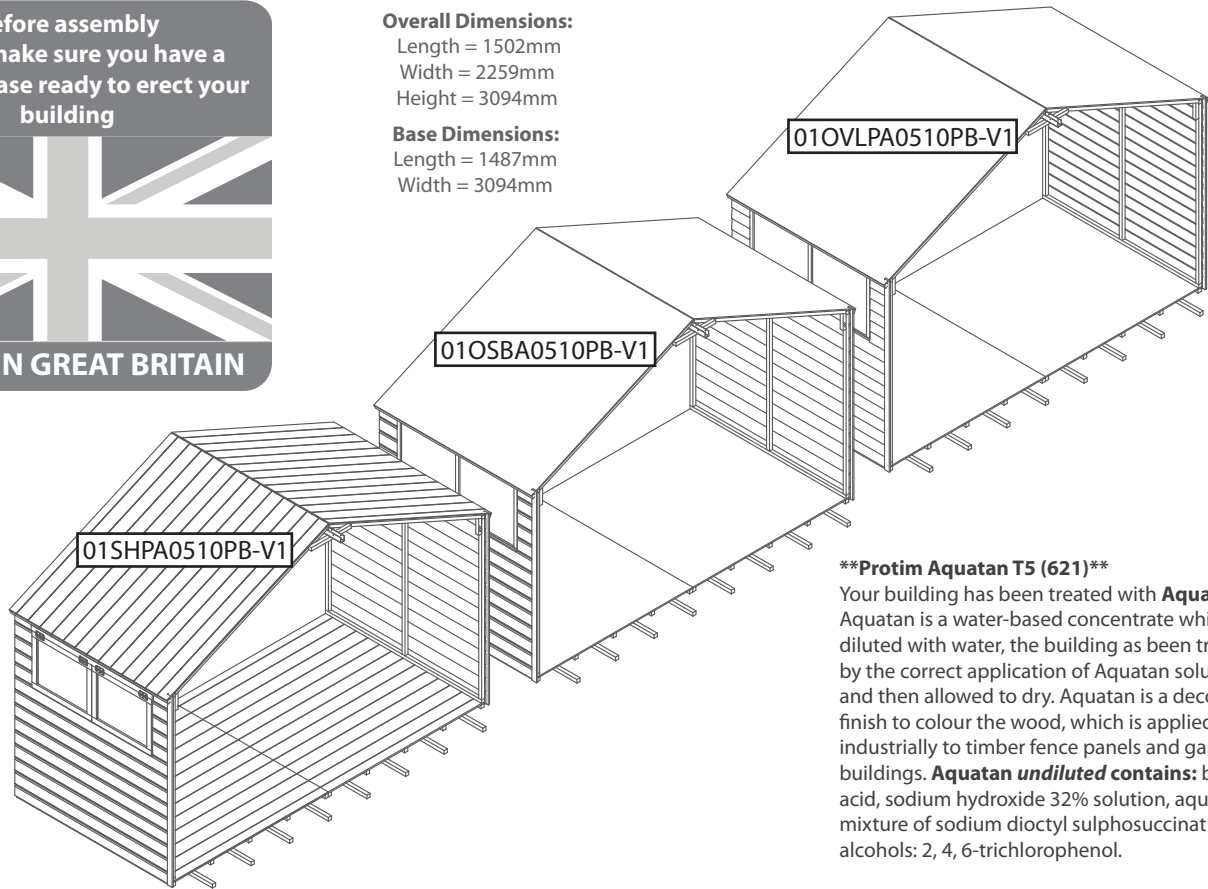 efore assembly
make sure you have a
ase ready to erect your
building
N GREAT BRITAIN
Overall Dimensions:
Length = 1502mm
Width = 2259mm
Height = 3094mm
Base Dimensions:
Length = 1487mm
Width = 3094mm
01OVLPA0510PB-V1
01OSBA0510PB-V1
01SHPA0510PB-V1
**Protim Aquatan T5 (621)**
Your building has been treated with Aqua
Aquatan is a water-based concentrate whi
diluted with water, the building as been tr
by the correct application of Aquatan solu
and then allowed to dry. Aquatan is a deco
finish to colour the wood, which is applied
industrially to timber fence panels and ga
buildings. Aquatan undiluted contains: b
acid, sodium hydroxide 32% solution, aqu
mixture of sodium dioctyl sulphosuccinat
alcohols: 2, 4, 6-trichlorophenol.